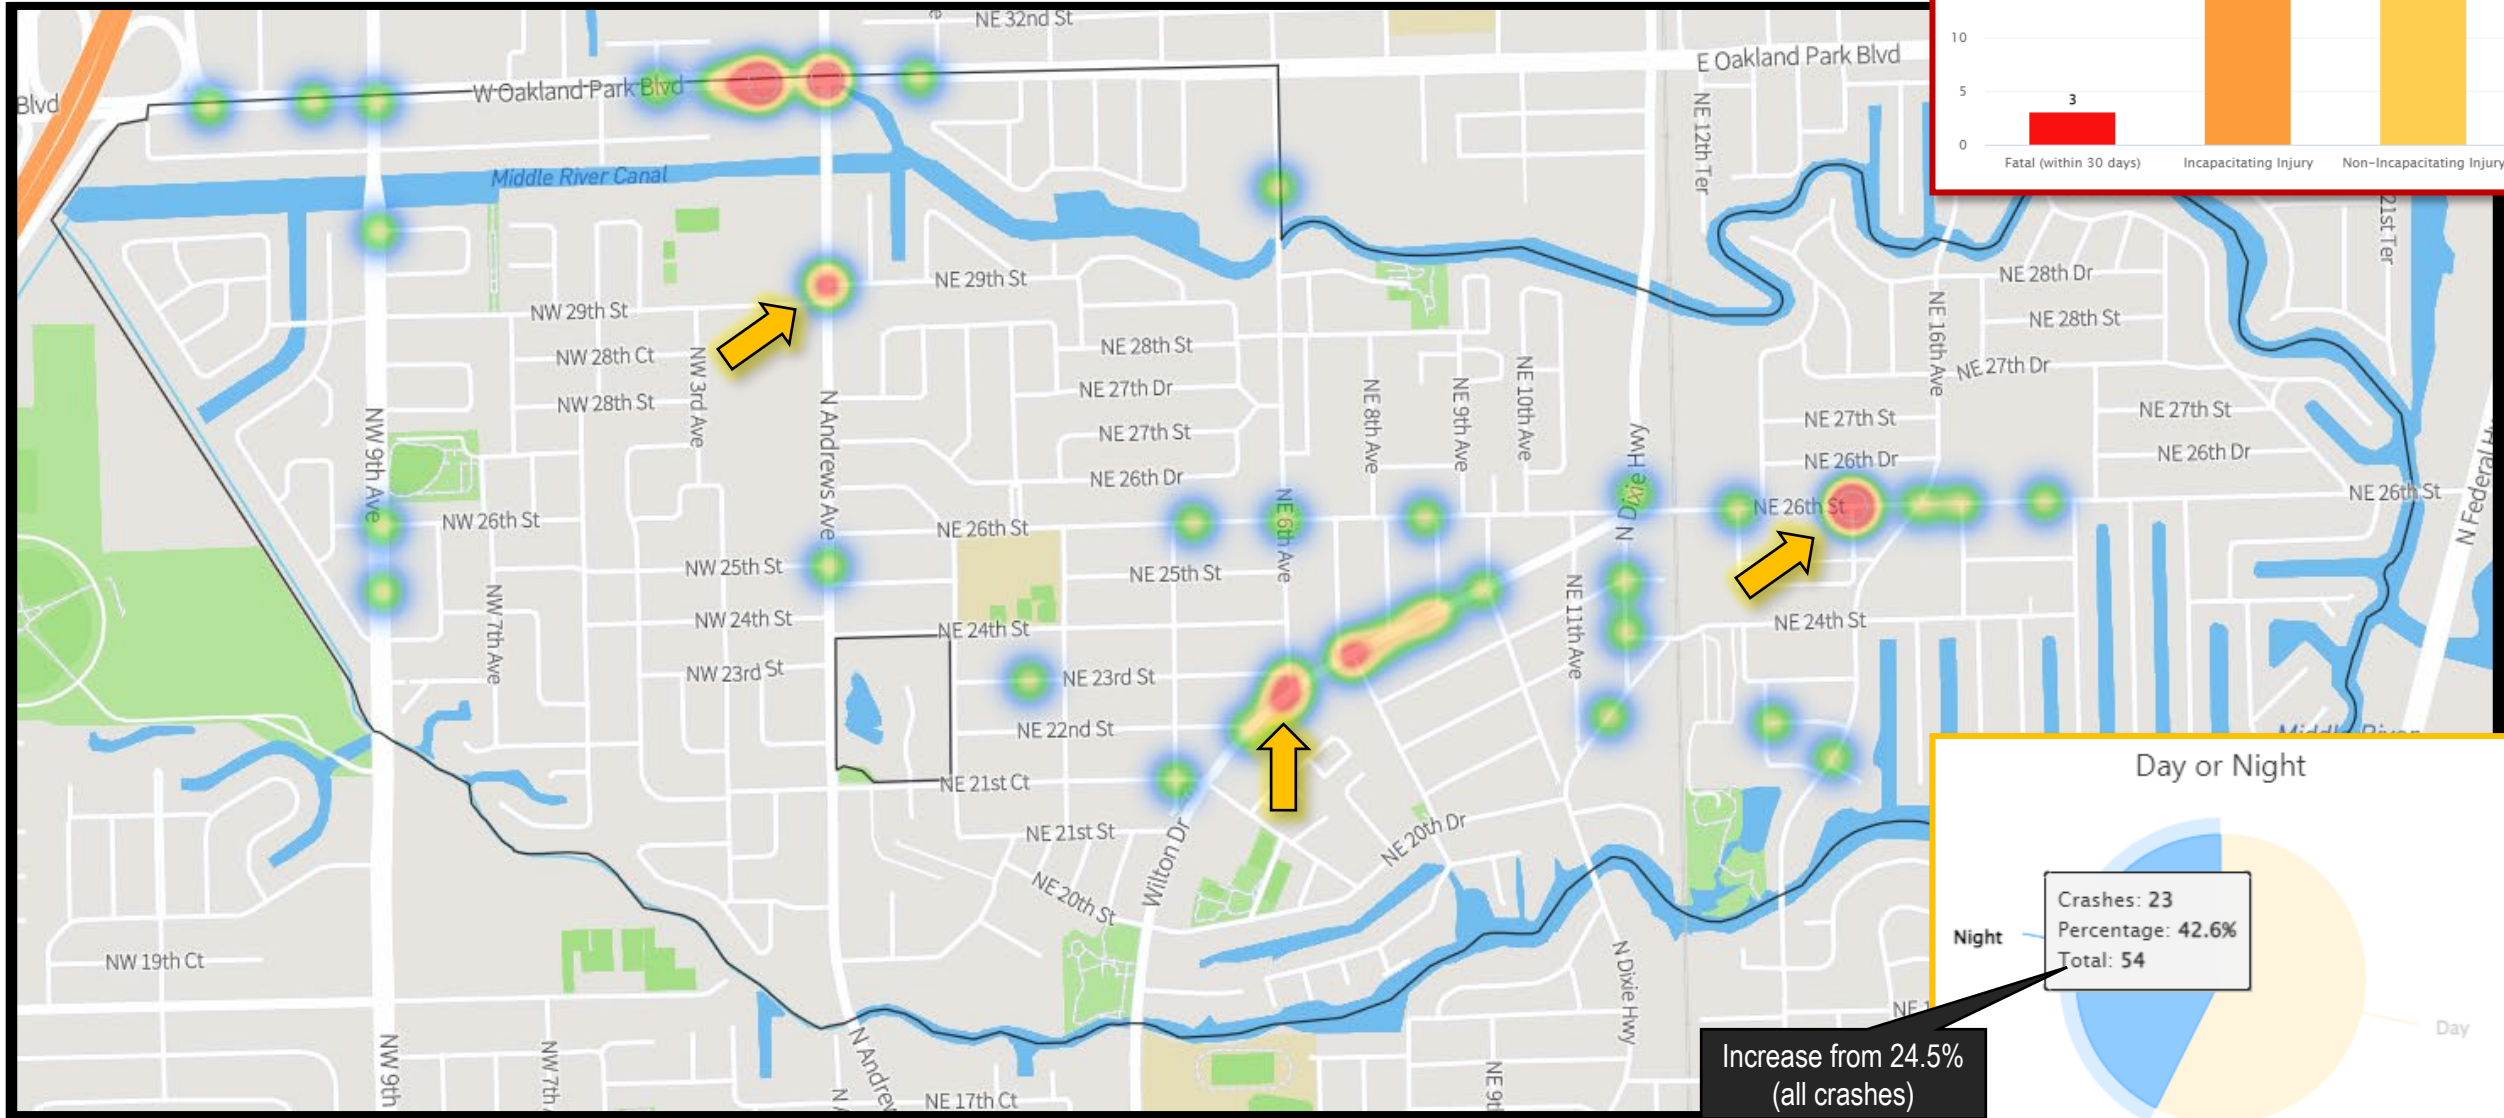 NE 32nd St
E Oakland Park Blvd
W Oakland Park Blvd
Blvd
NE 12th Ter
Middle River Canal
21st Ter
10
5
0
3
Fatal (within 30 days)
Incapacitating Injury
Non-Incapacitating Injury
NE 29th St
NW 29th St
NE 28th Dr
NE 28th St
NE 16th Ave
NE 28th St
NW 28th Ct
NW 3rd Ave
NE 27th Dr
NE 27th Dr
NE 10th Ave
NE 9th Ave
NE 8th Ave
NW 28th St
N Andrews Ave
NW 9th Ave
NE 27th St
NE 27th St
NE 27th St
NE 26th Dr
NE 26th Dr
NE 26th Dr
N Dixie Hwy
NE 26th St
NE 26th St
N Federal
NW 26th St
NE 26th St
NE 6th Ave
NW 25th St
NE 25th St
NE 11th Ave
NW 7th Ave
NW 24th St
NE 24th St
NE 24th St
NW 23rd St
NE 23rd St
NE 22nd St
Middle River
NE 21st Ct
NE 21st St
NE 20th Dr
Wilton Dr
NE 20th St
NW 19th Ct
N Dixie Hwy
NW 9th
NW 7th
N Andrew
NE 17th Ct
NE 9t
NE 1
Day or Night
Crashes: 23
Percentage: 42.6%
Total: 54
Night
Day
Increase from 24.5%
(all crashes)